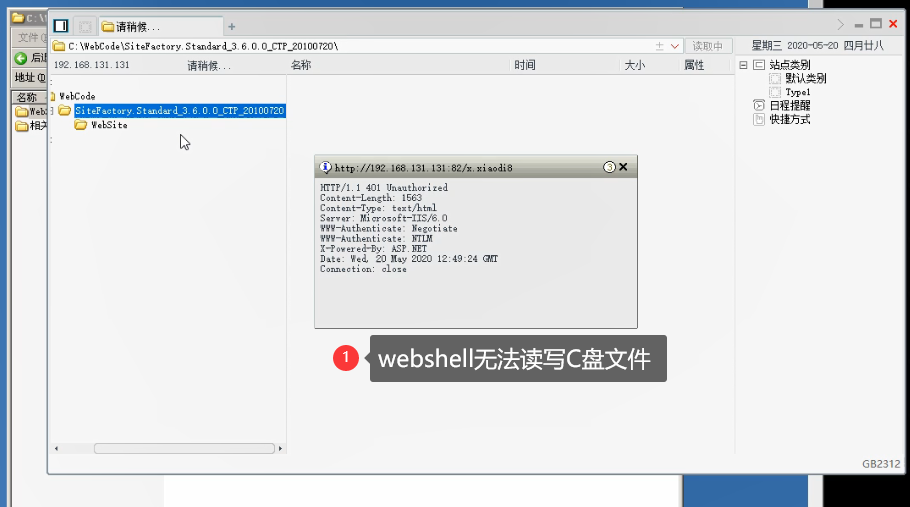 C:\
文件
后退
地址
名称
Web
相关
请稍候...
+
C:\WebCode\SiteFactory.Standard_3.6.0.0_CTP_20100720\
读取中
星期三 2020-05-20 四月廿八
192.168.131.131
请稍候...
名称
时间
大小
属性
WebCode
SiteFactory.Standard_3.6.0.0_CTP_20100720
WebSite
站点类别
默认类别
Type1
日程提醒
快捷方式
http://192.168.131.131:82/x.xiaodi8
3
HTTP/1.1 401 Unauthorized
Content-Length: 1563
Content-Type: text/html
Server: Microsoft-IIS/6.0
WWW-Authenticate: Negotiate
WWW-Authenticate: NTLM
X-Powered-By: ASP.NET
Date: Wed, 20 May 2020 12:49:24 GMT
Connection: close
1
webshell无法读写C盘文件
GB2312